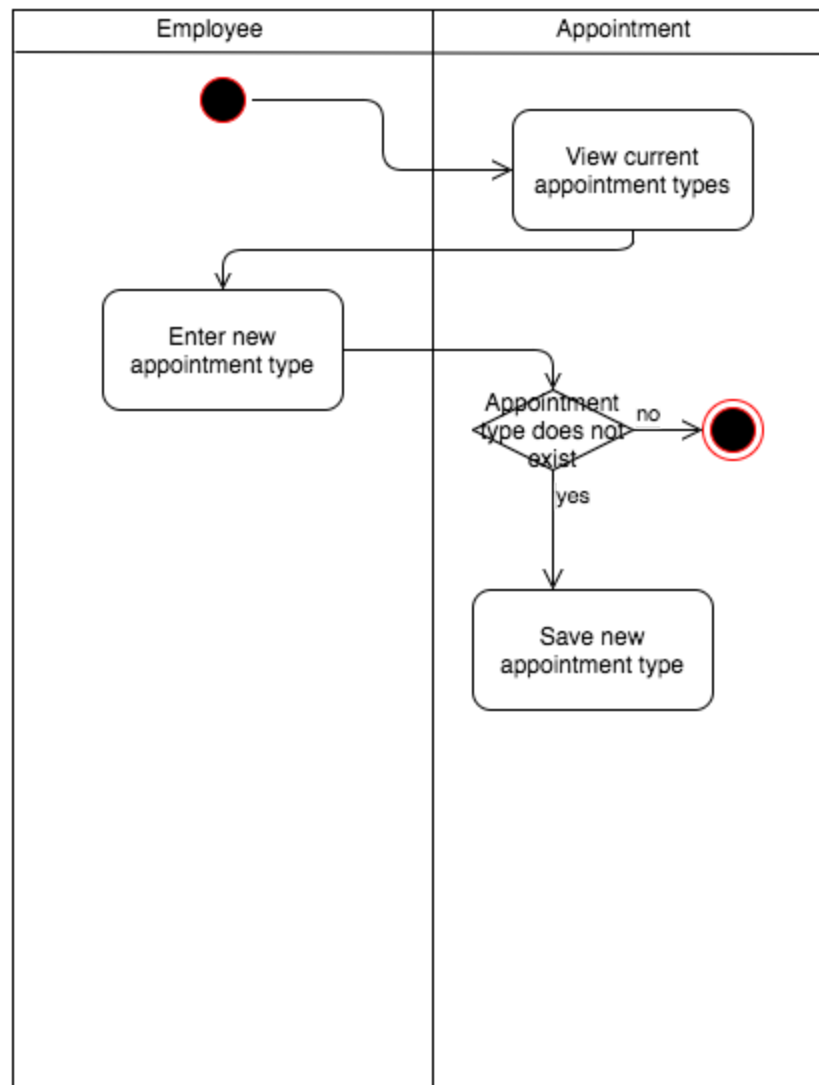 Employee
Appointment
View current
appointment types
Enter new
appointment type
Appointment
type does not
exist
no
yes
Save new
appointment type